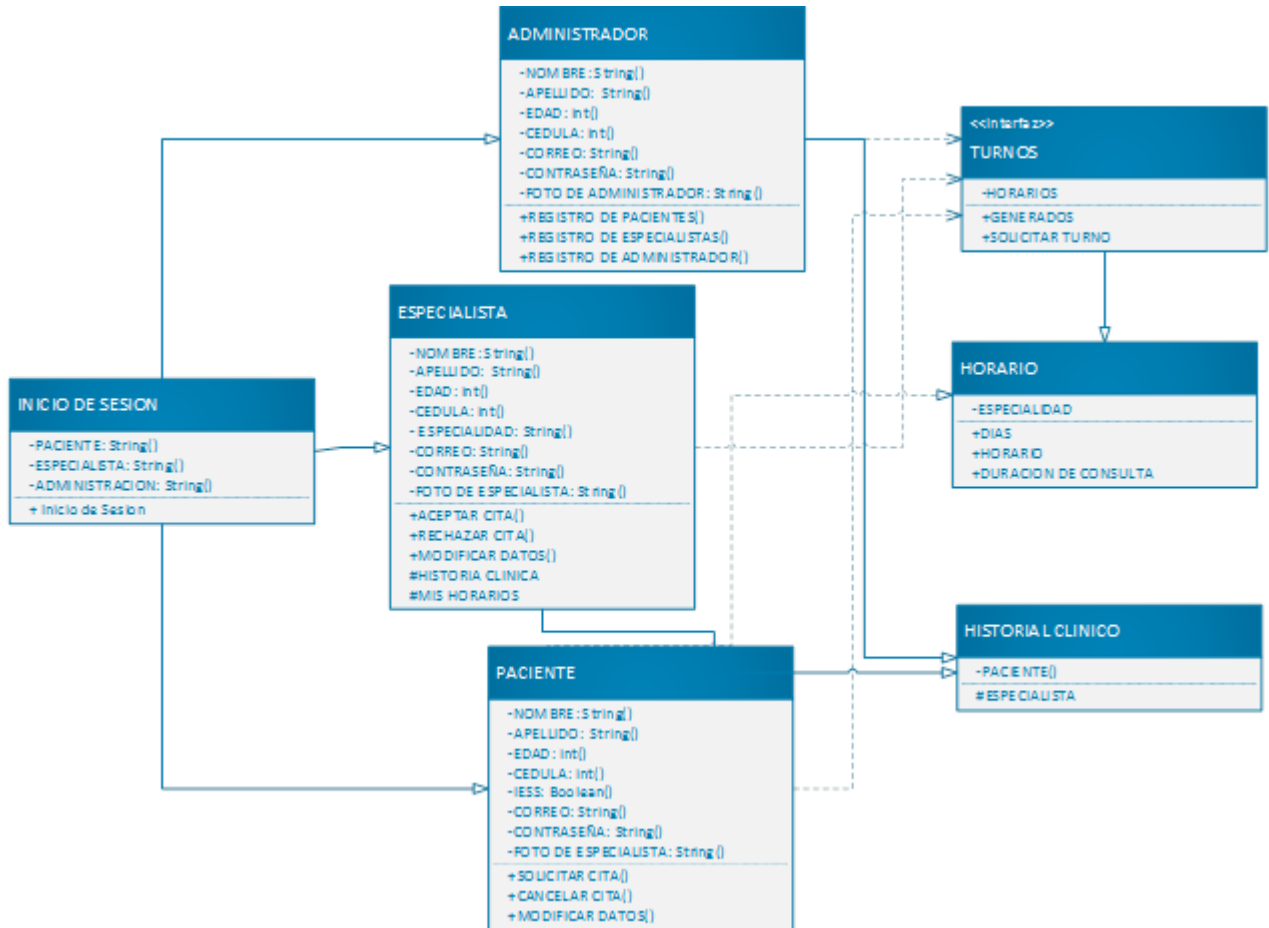 ADMINISTRADOR
-NOMBRE:String()
-APELLIDO: String()
-EDAD: int()
-CEDULA: int()
-CORREO: String()
-CONTRASEÑA: String()
-FOTO DE ADMINISTRADOR: String()
+REGISTRO DE PACIENTES()
+REGISTRO DE ESPECIALISTAS()
+REGISTRO DE ADMINISTRADOR()
<<interfaz>>
TURNOS
-HORARIOS
+GENERADOS
+SOLICITAR TURNO
ESPECIALISTA
-NOMBRE:String()
-APELLIDO: String()
-EDAD: int()
-CEDULA: int()
-ESPECIALIDAD: String()
-CORREO: String()
-CONTRASEÑA: String()
-FOTO DE ESPECIALISTA: String()
+ACEPTAR CITA()
+RECHAZAR CITA()
+MODIFICAR DATOS()
#HISTORIA CLINICA
#MIS HORARIOS
HORARIO
-ESPECIALIDAD
+DIAS
+HORARIO
+DURACION DE CONSULTA
INICIO DE SESION
-PACIENTE: String()
-ESPECIALISTA: String()
-ADMINISTRACION: String()
+ Inicio de Sesion
HISTORIAL CLINICO
-PACIENTE()
#ESPECIALISTA
PACIENTE
-NOMBRE:String()
-APELLIDO: String()
-EDAD: int()
-CEDULA: int()
-IESS: Boolean()
-CORREO: String()
-CONTRASEÑA: String()
-FOTO DE ESPECIALISTA: String()
+SOLICITAR CITA()
+CANCELAR CITA()
+MODIFICAR DATOS()